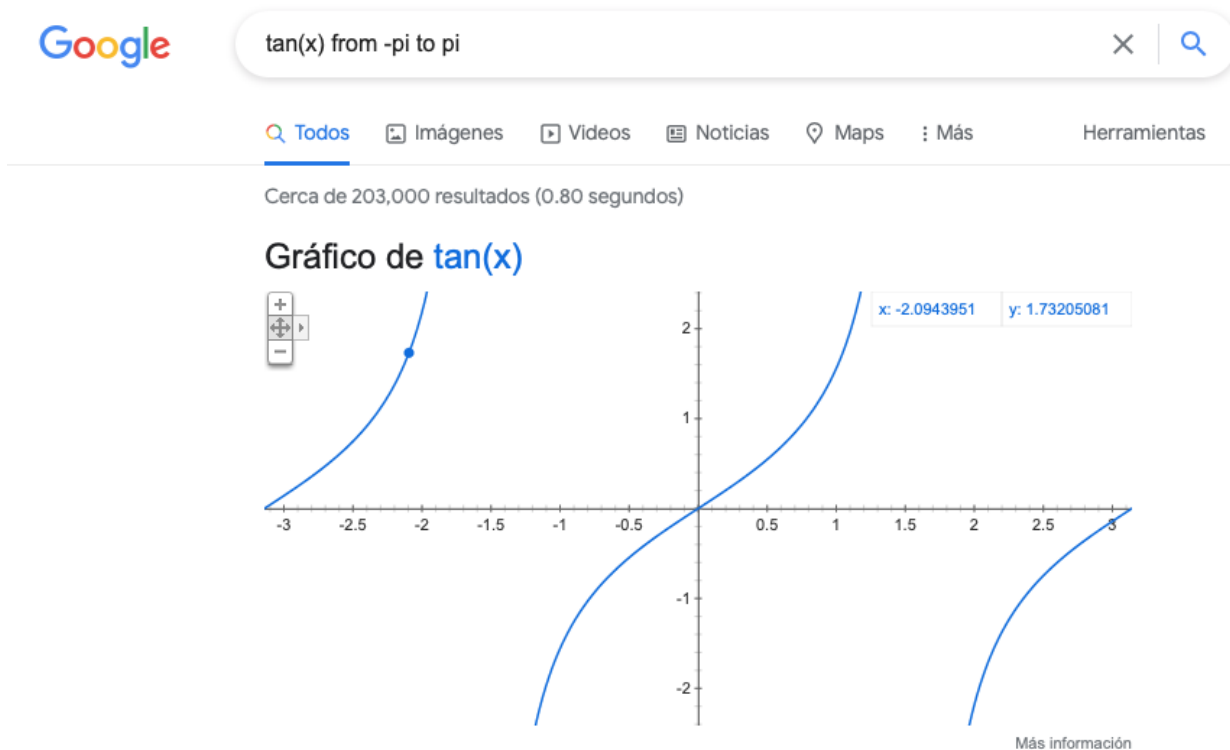 Google
tan(x) from -pi to pi
Todos Imágenes Videos Noticias Maps Más Herramientas
Cerca de 203,000 resultados (0.80 segundos)
Gráfico de tan(x)
x: -2.0943951 y: 1.73205081
2
1
-3 -2.5 -2 -1.5 -1 -0.5 0.5 1 1.5 2 2.5 3
-1
-2
Más información